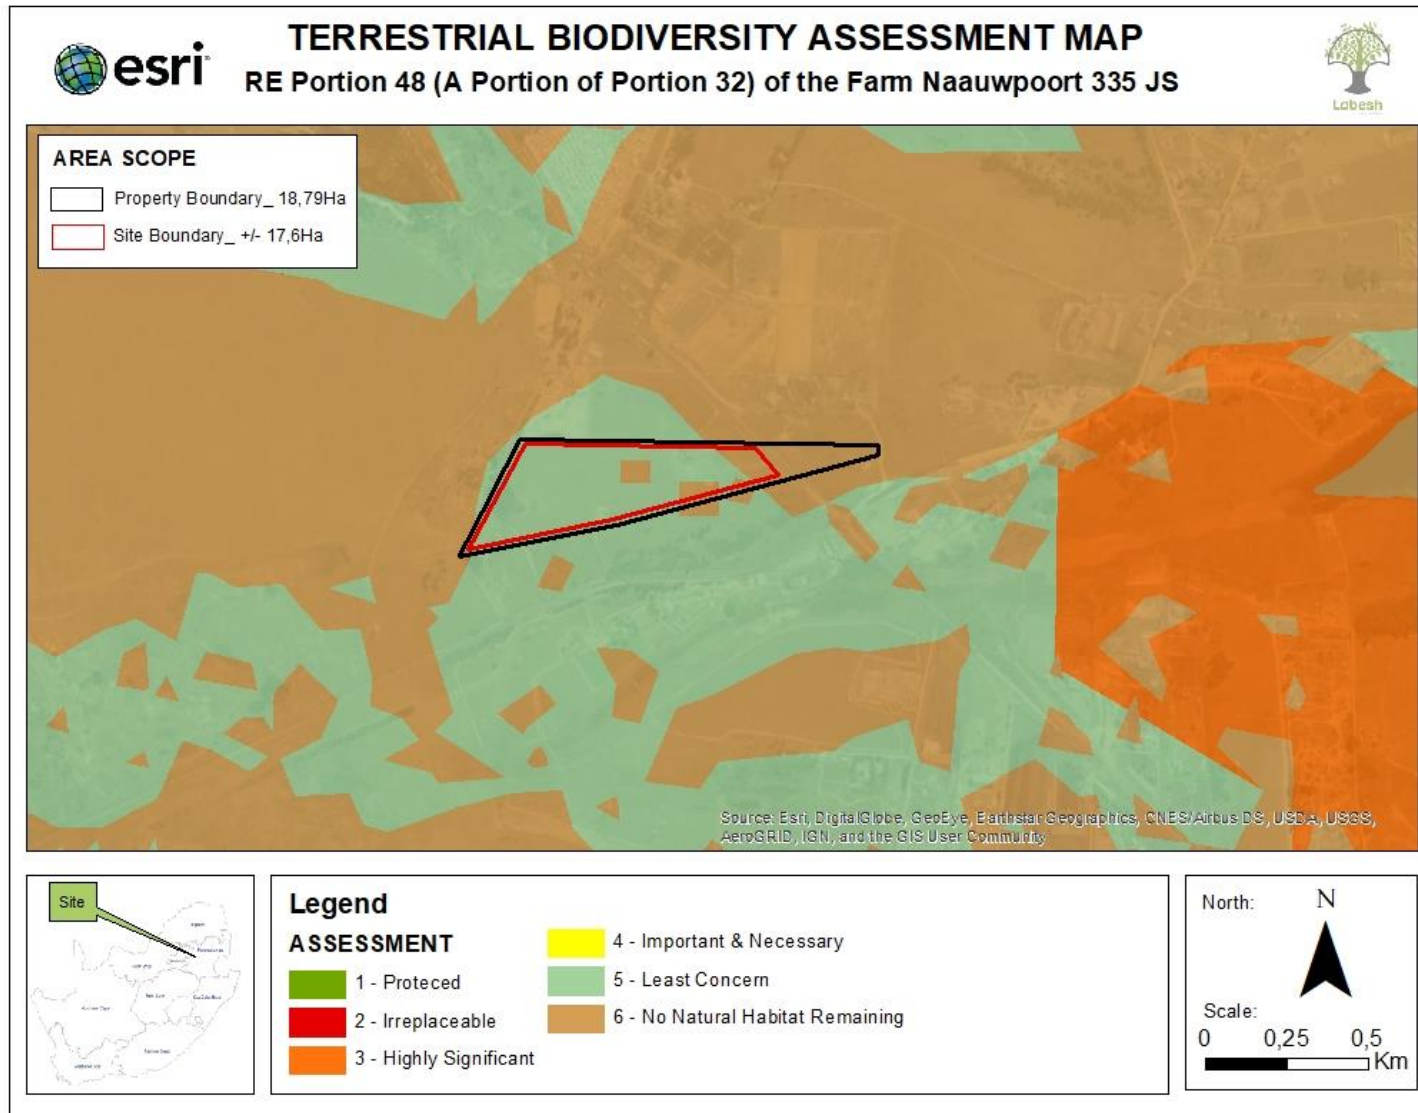 esri
TERRESTRIAL BIODIVERSITY ASSESSMENT MAP
RE Portion 48 (A Portion of Portion 32) of the Farm Naauwpoort 335 JS
Labesh
AREA SCOPE
Property Boundary_ 18,79Ha
Site Boundary_ +/- 17,6Ha
Source: Esri, DigitalGlobe, GeoEye, Earthstar Geographics, CNES/Airbus DS, USDA, USGS,
AeroGRID, IGN, and the GIS User Community
Site
Legend
ASSESSMENT
1 - Proteced
2 - Irreplaceable
3 - Highly Significant
4 - Important & Necessary
5 - Least Concern
6 - No Natural Habitat Remaining
North:
N
Scale:
0 0,25 0,5
Km